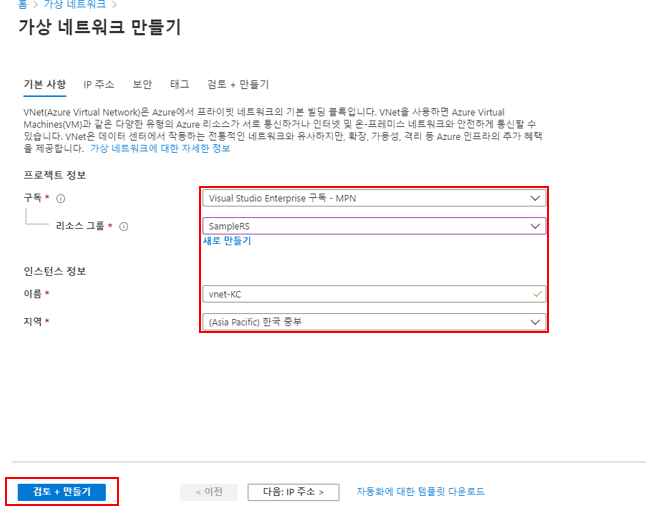 홈 > 가상 네트워크 >
가상 네트워크 만들기
기본 사항 IP 주소 보안 태그 검토 + 만들기
VNet(Azure Virtual Network)은 Azure에서 프라이빗 네트워크의 기본 빌딩 블록입니다. VNet을 사용하면 Azure Virtual
Machines(VM)과 같은 다양한 유형의 Azure 리소스가 서로 통신하거나 인터넷 및 온-프레미스 네트워크와 안전하게 통신할 수
있습니다. VNet은 데이터 센터에서 작동하는 전통적인 네트워크와 유사하지만, 확장, 가용성, 격리 등 Azure 인프라의 추가 혜택
을 제공합니다. 가상 네트워크에 대한 자세한 정보
프로젝트 정보
구독 * Visual Studio Enterprise 구독 - MPN
리소스 그룹 * SampleRS
새로 만들기
인스턴스 정보
이름 * vnet-KC
지역 * (Asia Pacific) 한국 중부
검토 + 만들기 < 이전 다음: IP 주소 > 자동화에 대한 템플릿 다운로드